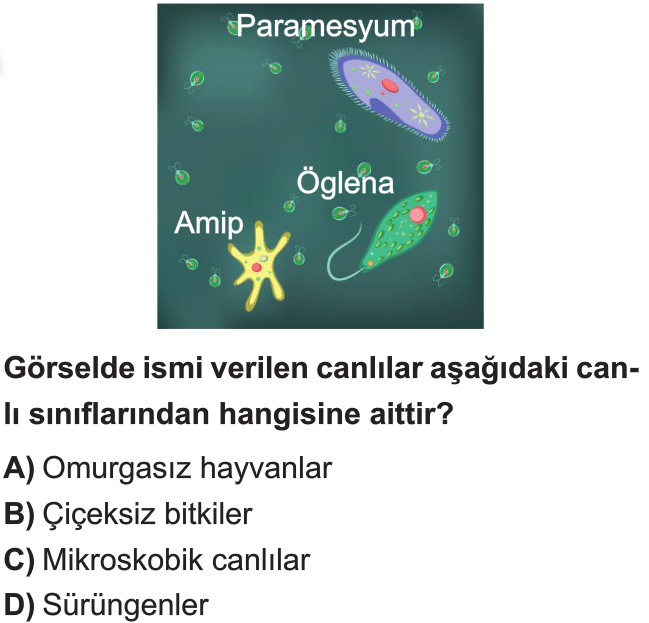 Paramesyum
Öglena
Amip
Görselde ismi verilen canlılar aşağıdaki can-
lı sınıflarından hangisine aittir?
A) Omurgasız hayvanlar
B) Çiçeksiz bitkiler
C) Mikroskobik canlılar
D) Sürüngenler